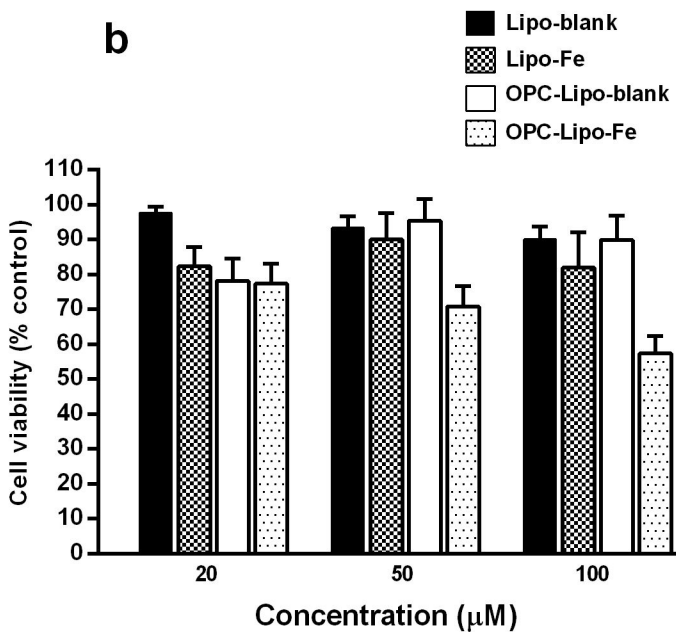 b
Lipo-blank
Lipo-Fe
OPC-Lipo-blank
OPC-Lipo-Fe
110
100
90
80
70
60
50
40
30
20
10
0
Cell viability (% control)
20 50 100
Concentration (μM)